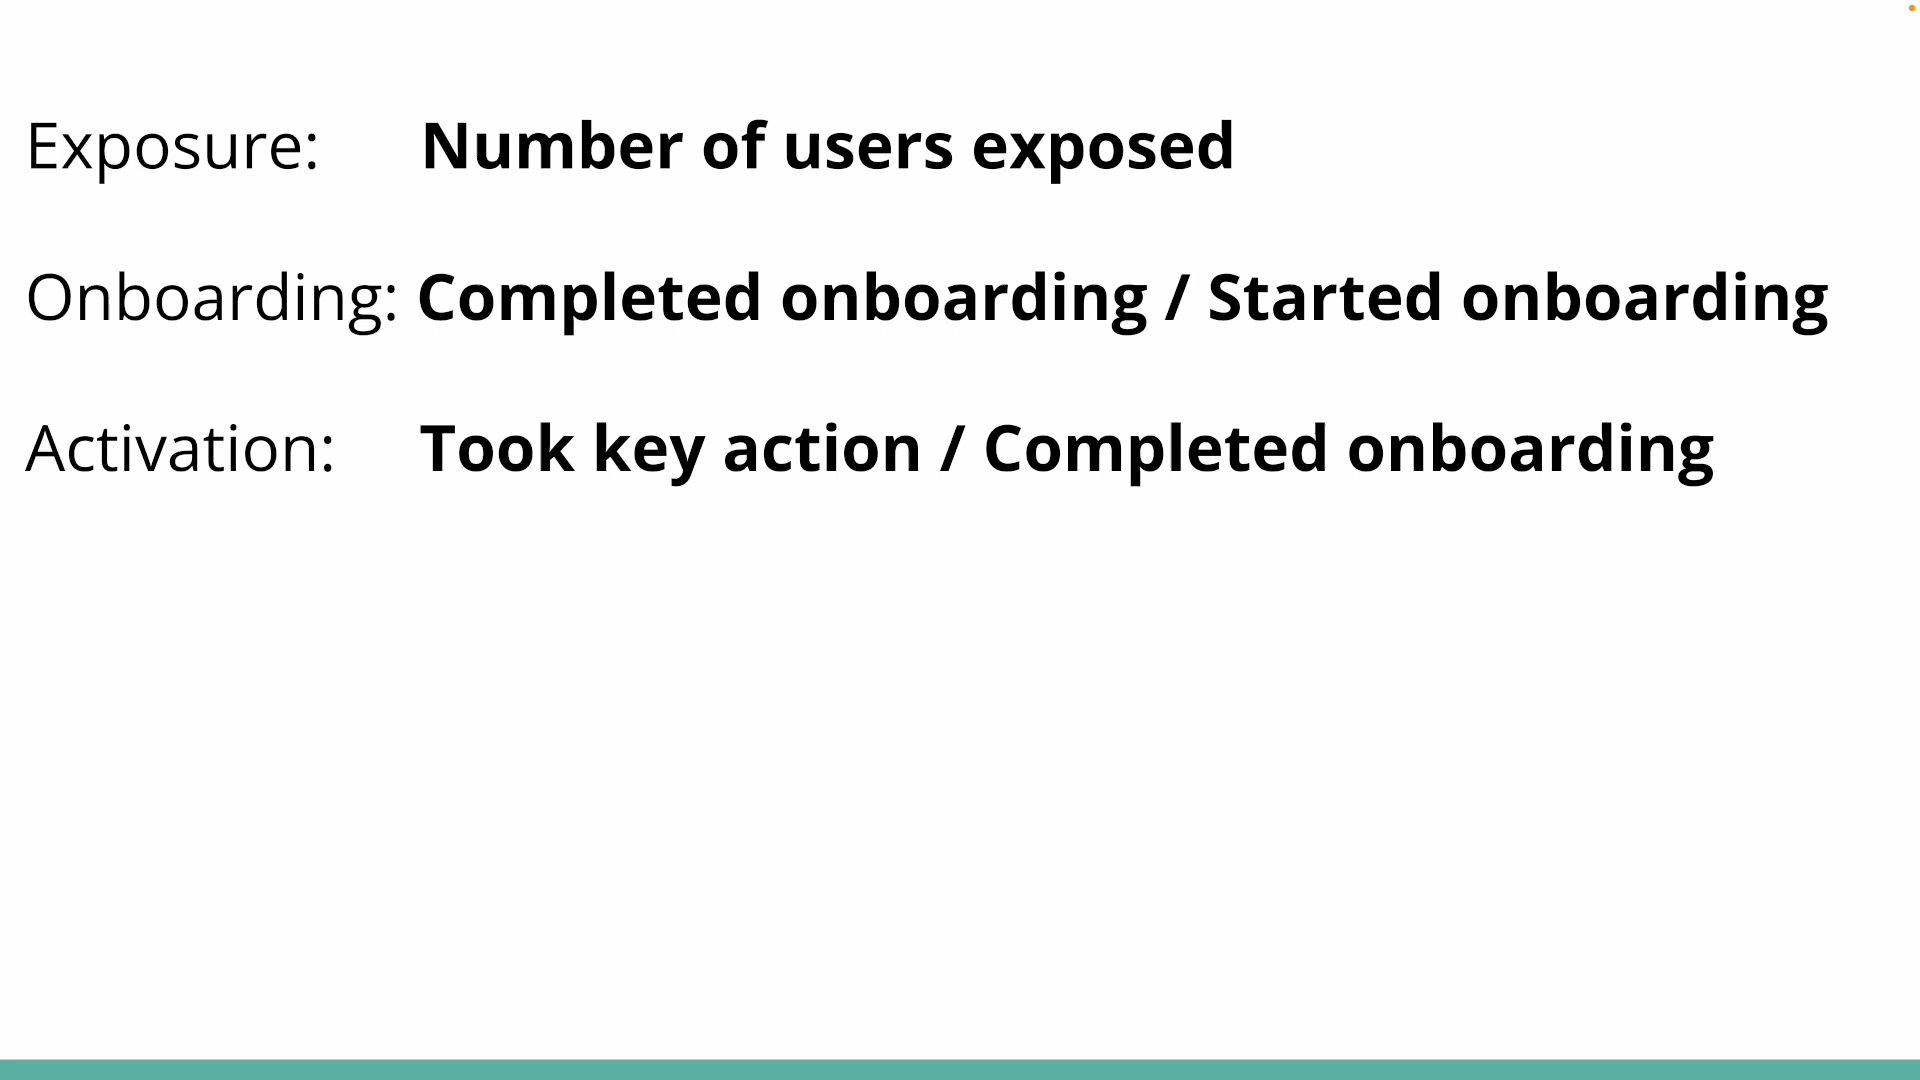 Exposure: Number of users exposed
Onboarding: Completed onboarding / Started onboarding
Activation: Took key action / Completed onboarding